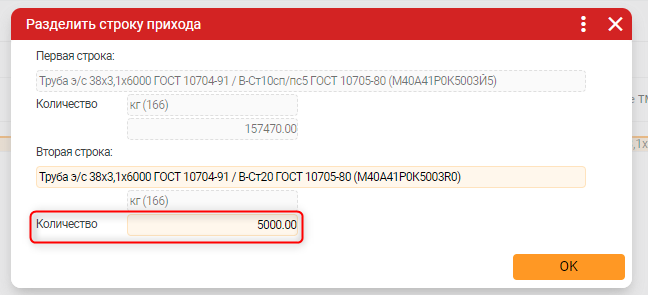 Разделить строку прихода
Первая строка:
Труба э/с 38х3,1х6000 ГОСТ 10704-91 / В-Ст10сп/пс5 ГОСТ 10705-80 (М40А41Р0К5003Й5)
Количество кг (166)
157470.00
Вторая строка:
Труба э/с 38х3,1х6000 ГОСТ 10704-91 / В-Ст20 ГОСТ 10705-80 (М40А41Р0К5003R0)
кг (166)
Количество 5000.00
OK
е ТМ
,1х